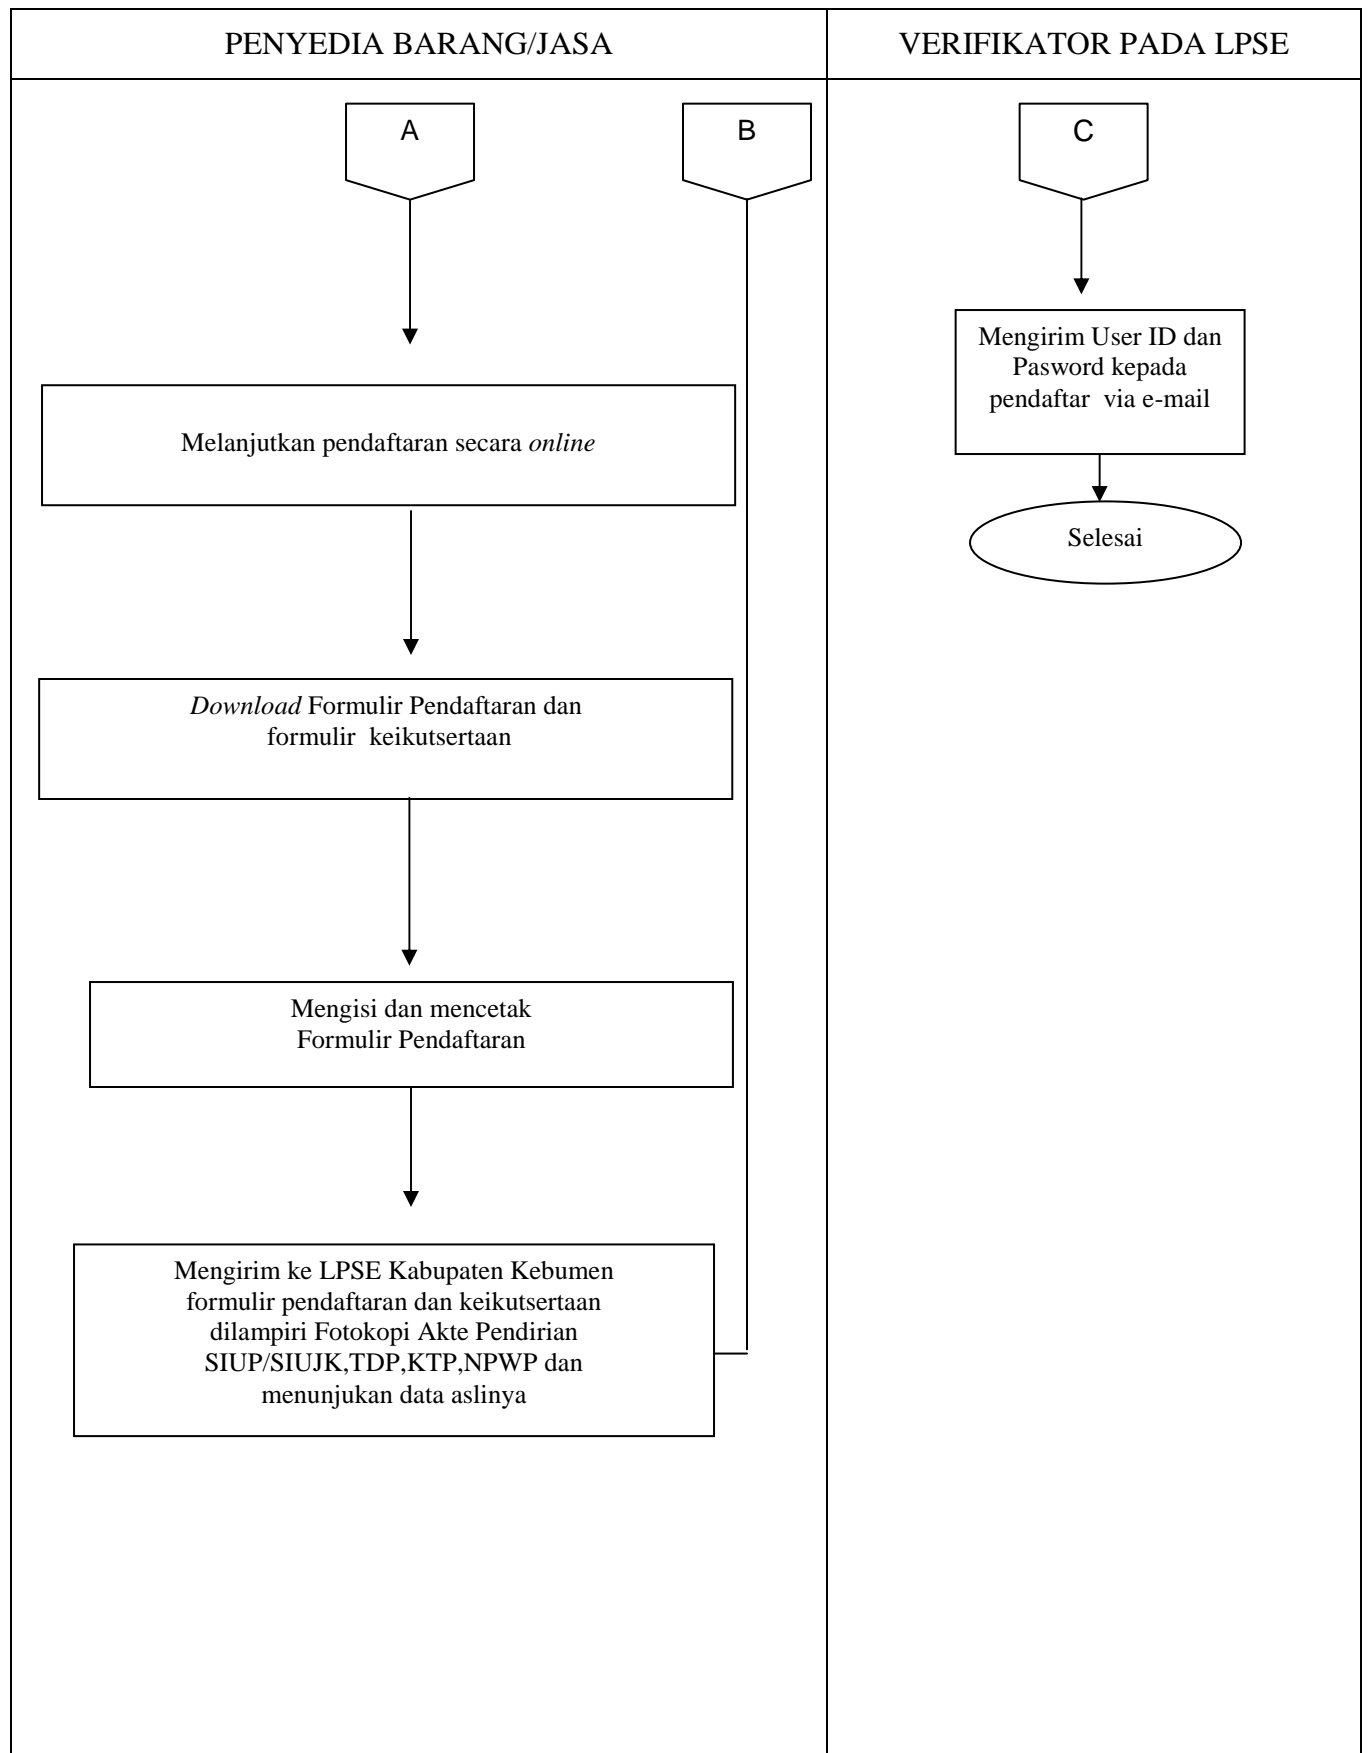 PENYEDIA BARANG/JASA
VERIFIKATOR PADA LPSE
A
B
C
Melanjutkan pendaftaran secara online
Download Formulir Pendaftaran dan
formulir keikutsertaan
Mengisi dan mencetak
Formulir Pendaftaran
Mengirim ke LPSE Kabupaten Kebumen
formulir pendaftaran dan keikutsertaan
dilampiri Fotokopi Akte Pendirian
SIUP/SIUJK,TDP,KTP,NPWP dan
menunjukan data aslinya
Mengirim User ID dan
Pasword kepada
pendaftar via e-mail
Selesai